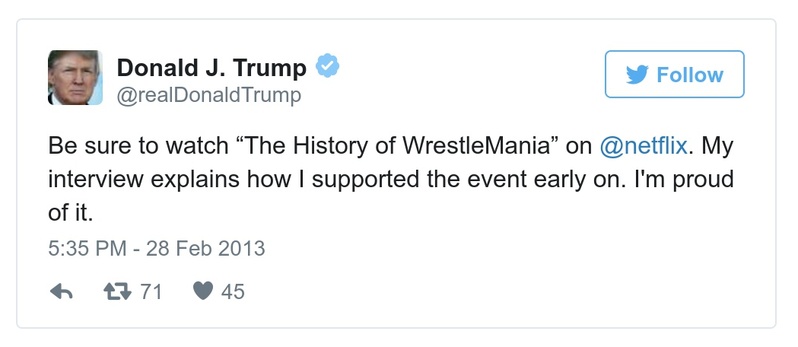 Donald J. Trump
Follow
@realDonaldTrump
Be sure to watch “The History of WrestleMania” on @netflix. My
interview explains how I supported the event early on. I'm proud
of it.
5:35 PM - 28 Feb 2013
71 45